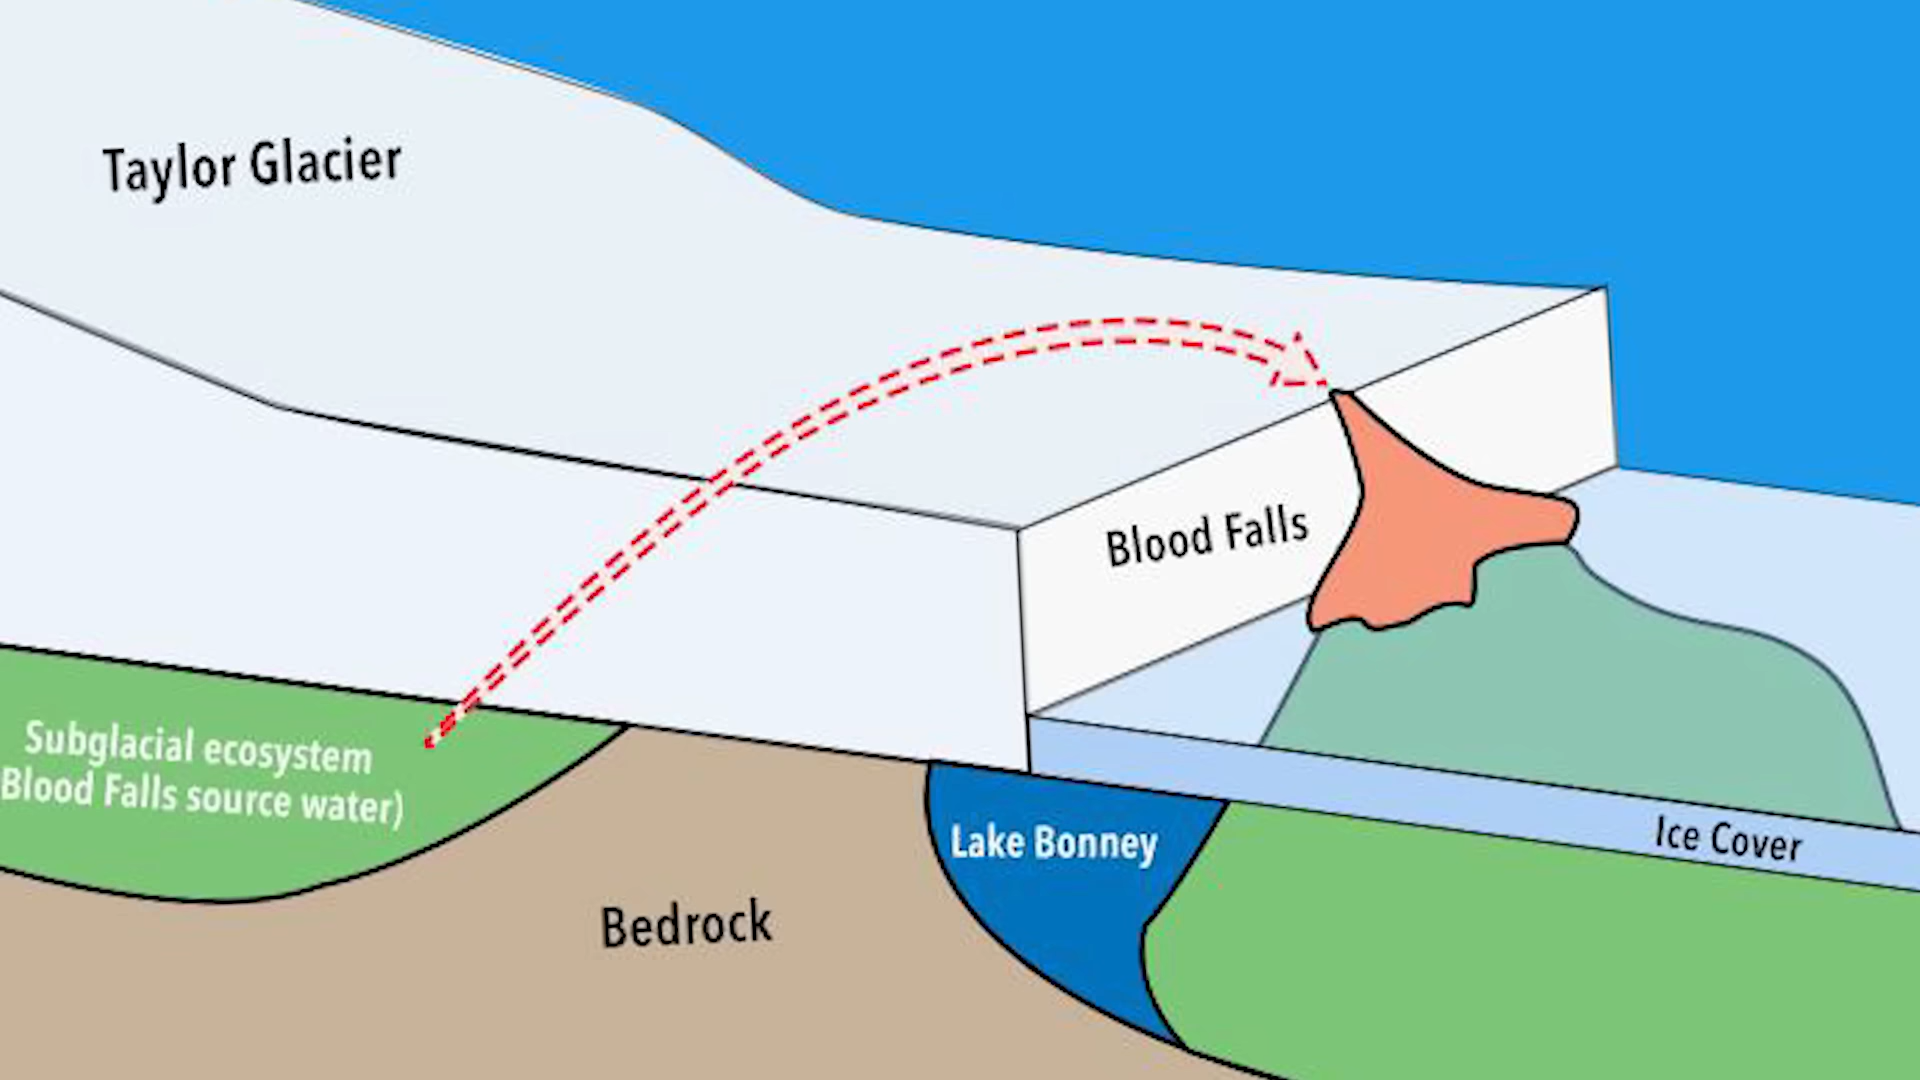 Taylor Glacier
Blood Falls
Subglacial ecosystem
Blood Falls source water)
Lake Bonney
Ice Cover
Bedrock